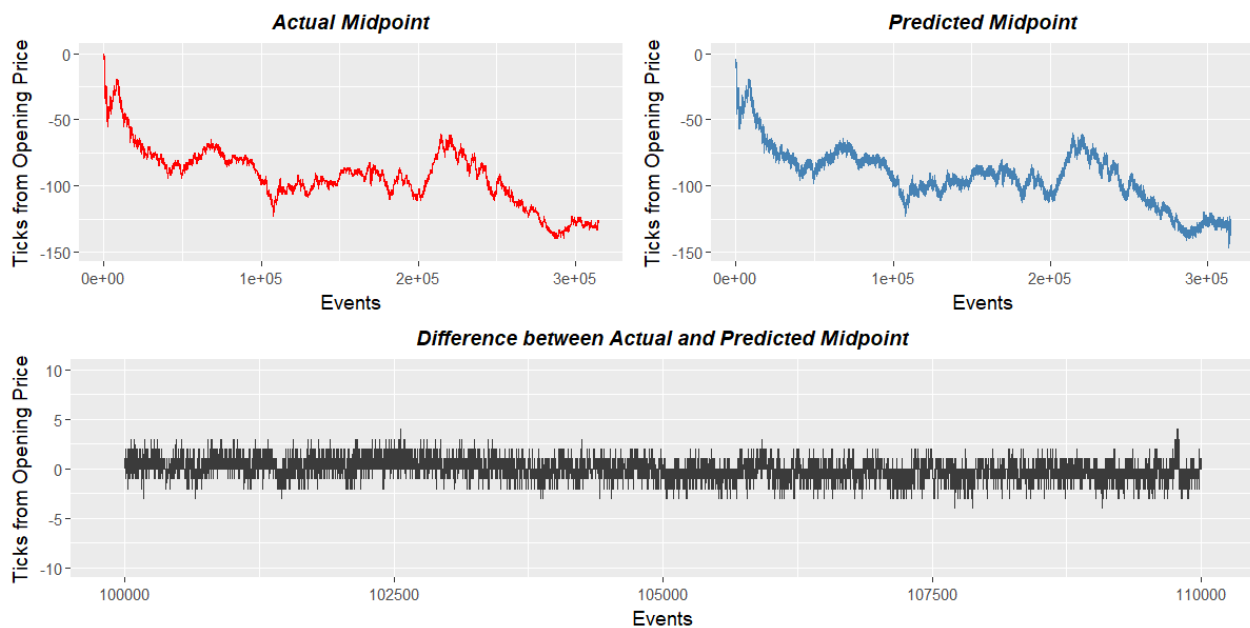 Actual Midpoint
Ticks from Opening Price
0
-50
-100
-150
0e+00 1e+05 2e+05 3e+05
Events
Predicted Midpoint
Ticks from Opening Price
0
-50
-100
-150
0e+00 1e+05 2e+05 3e+05
Events
Difference between Actual and Predicted Midpoint
Ticks from Opening Price
10
5
0
-5
-10
100000 102500 105000 107500 110000
Events